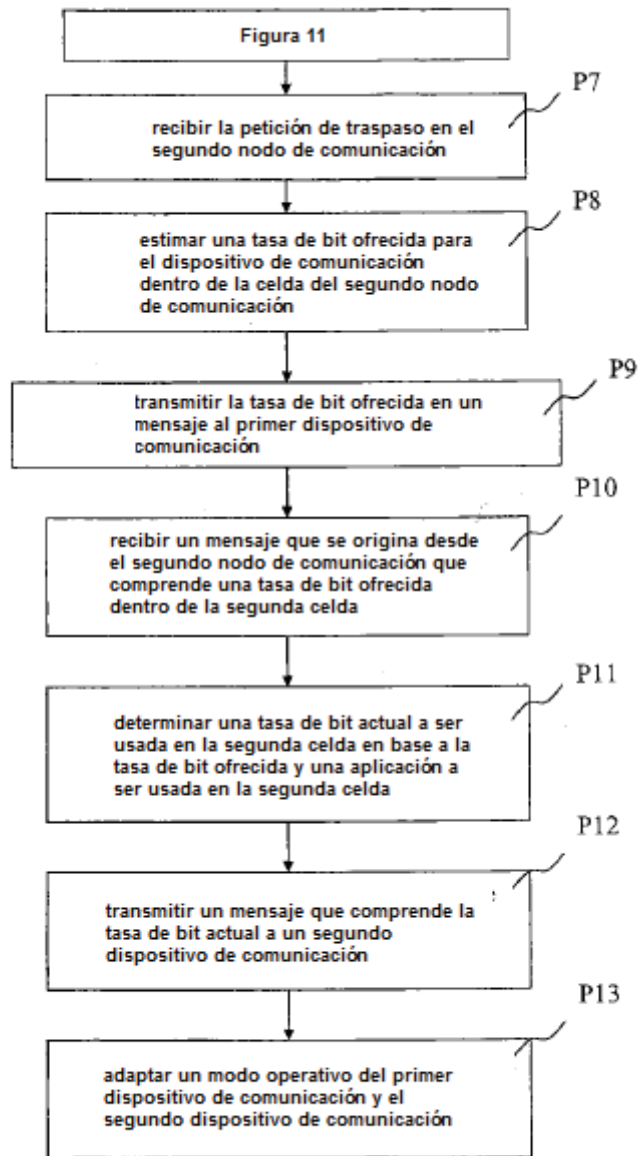 Figura 11
P7
recibir la petición de traspaso en el
segundo nodo de comunicación
P8
estimar una tasa de bit ofrecida para
el dispositivo de comunicación
dentro de la celda del segundo nodo
de comunicación
P9
transmitir la tasa de bit ofrecida en un
mensaje al primer dispositivo de
comunicación
P10
recibir un mensaje que se origina desde
el segundo nodo de comunicación que
comprende una tasa de bit ofrecida
dentro de la segunda celda
P11
determinar una tasa de bit actual a ser
usada en la segunda celda en base a la
tasa de bit ofrecida y una aplicación a
ser usada en la segunda celda
P12
transmitir un mensaje que comprende la
tasa de bit actual a un segundo
dispositivo de comunicación
P13
adaptar un modo operativo del primer
dispositivo de comunicación y el
segundo dispositivo de comunicación